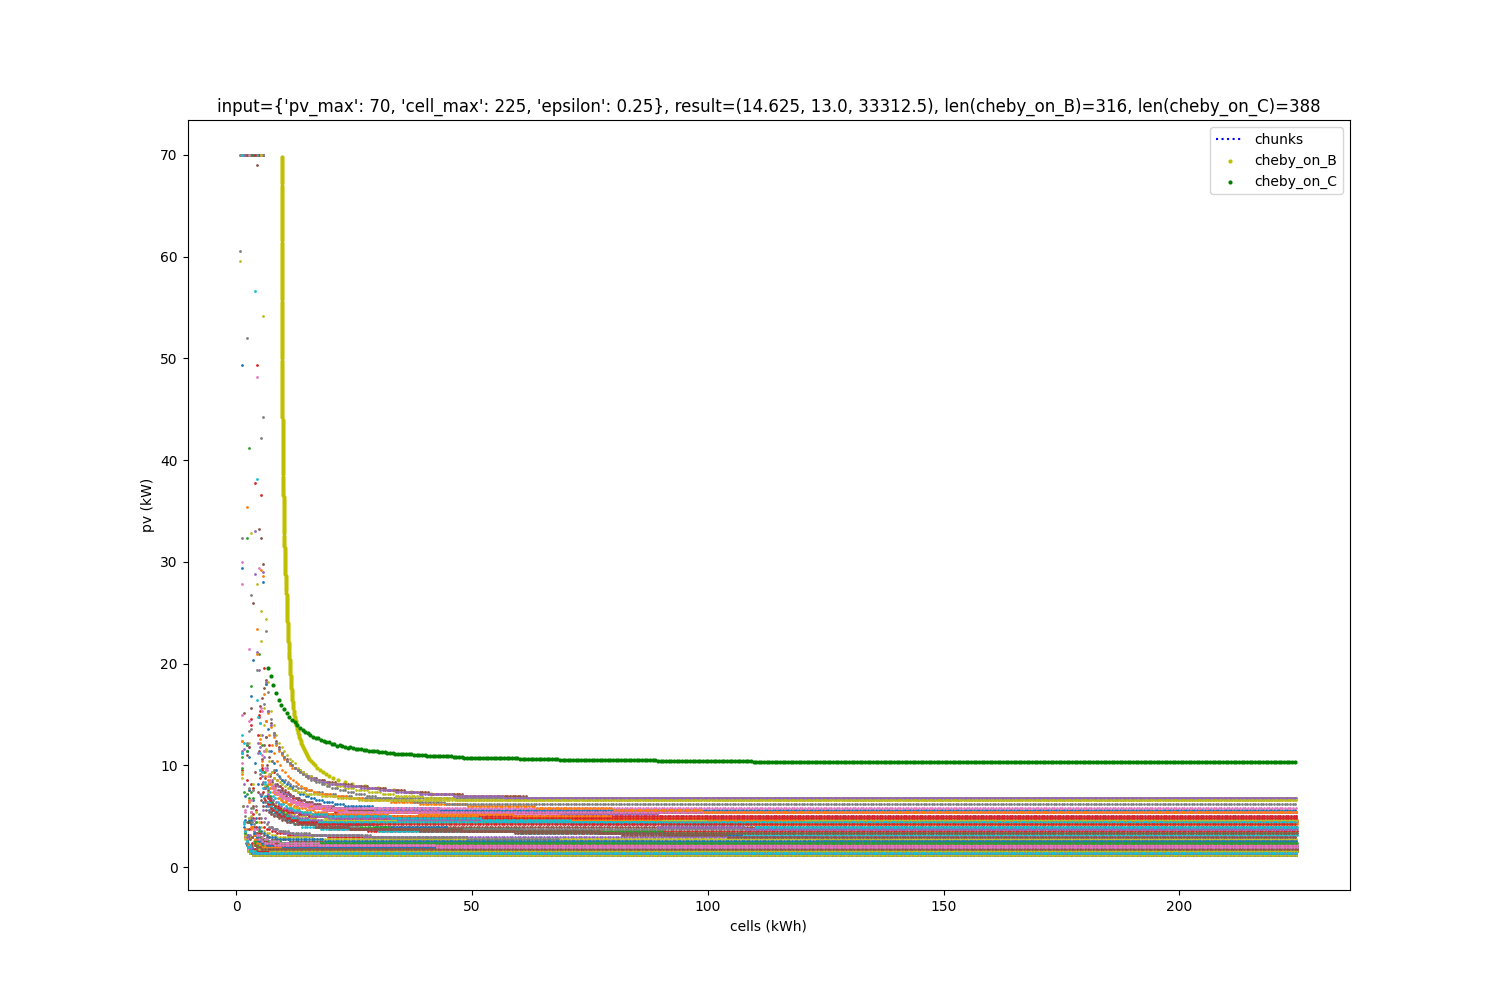 input={'pv_max': 70, 'cell_max': 225, 'epsilon': 0.25}, result=(14.625, 13.0, 33312.5), len(cheby_on_B)=316, len(cheby_on_C)=388
chunks
cheby_on_B
cheby_on_C
70
60
50
40
30
20
10
0
pv (kW)
0 50 100 150 200
cells (kWh)